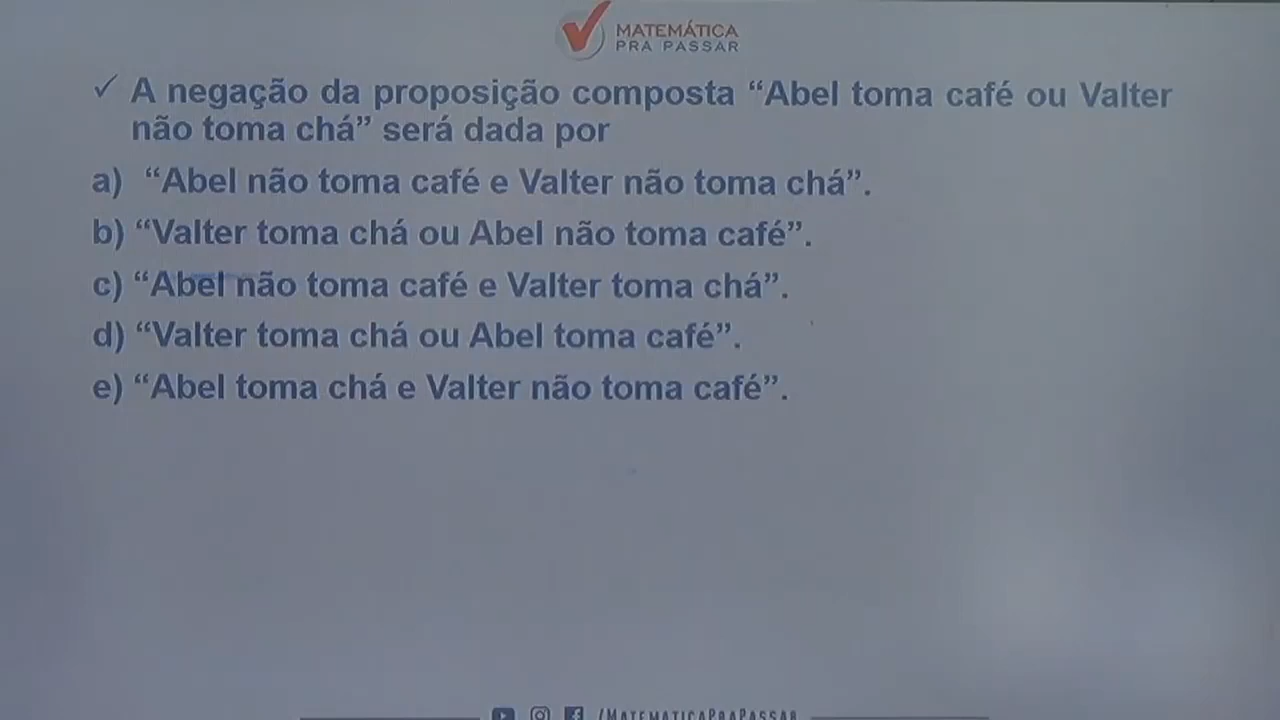 MATEMÁTICA
PRA PASSAR
✓ A negação da proposição composta “Abel toma café ou Valter
não toma chá” será dada por
a) “Abel não toma café e Valter não toma chá”.
b) “Valter toma chá ou Abel não toma café”.
c) “Abel não toma café e Valter toma chá”.
d) “Valter toma chá ou Abel toma café”.
e) “Abel toma chá e Valter não toma café”.
/MATEMATICAPRAPASSAR